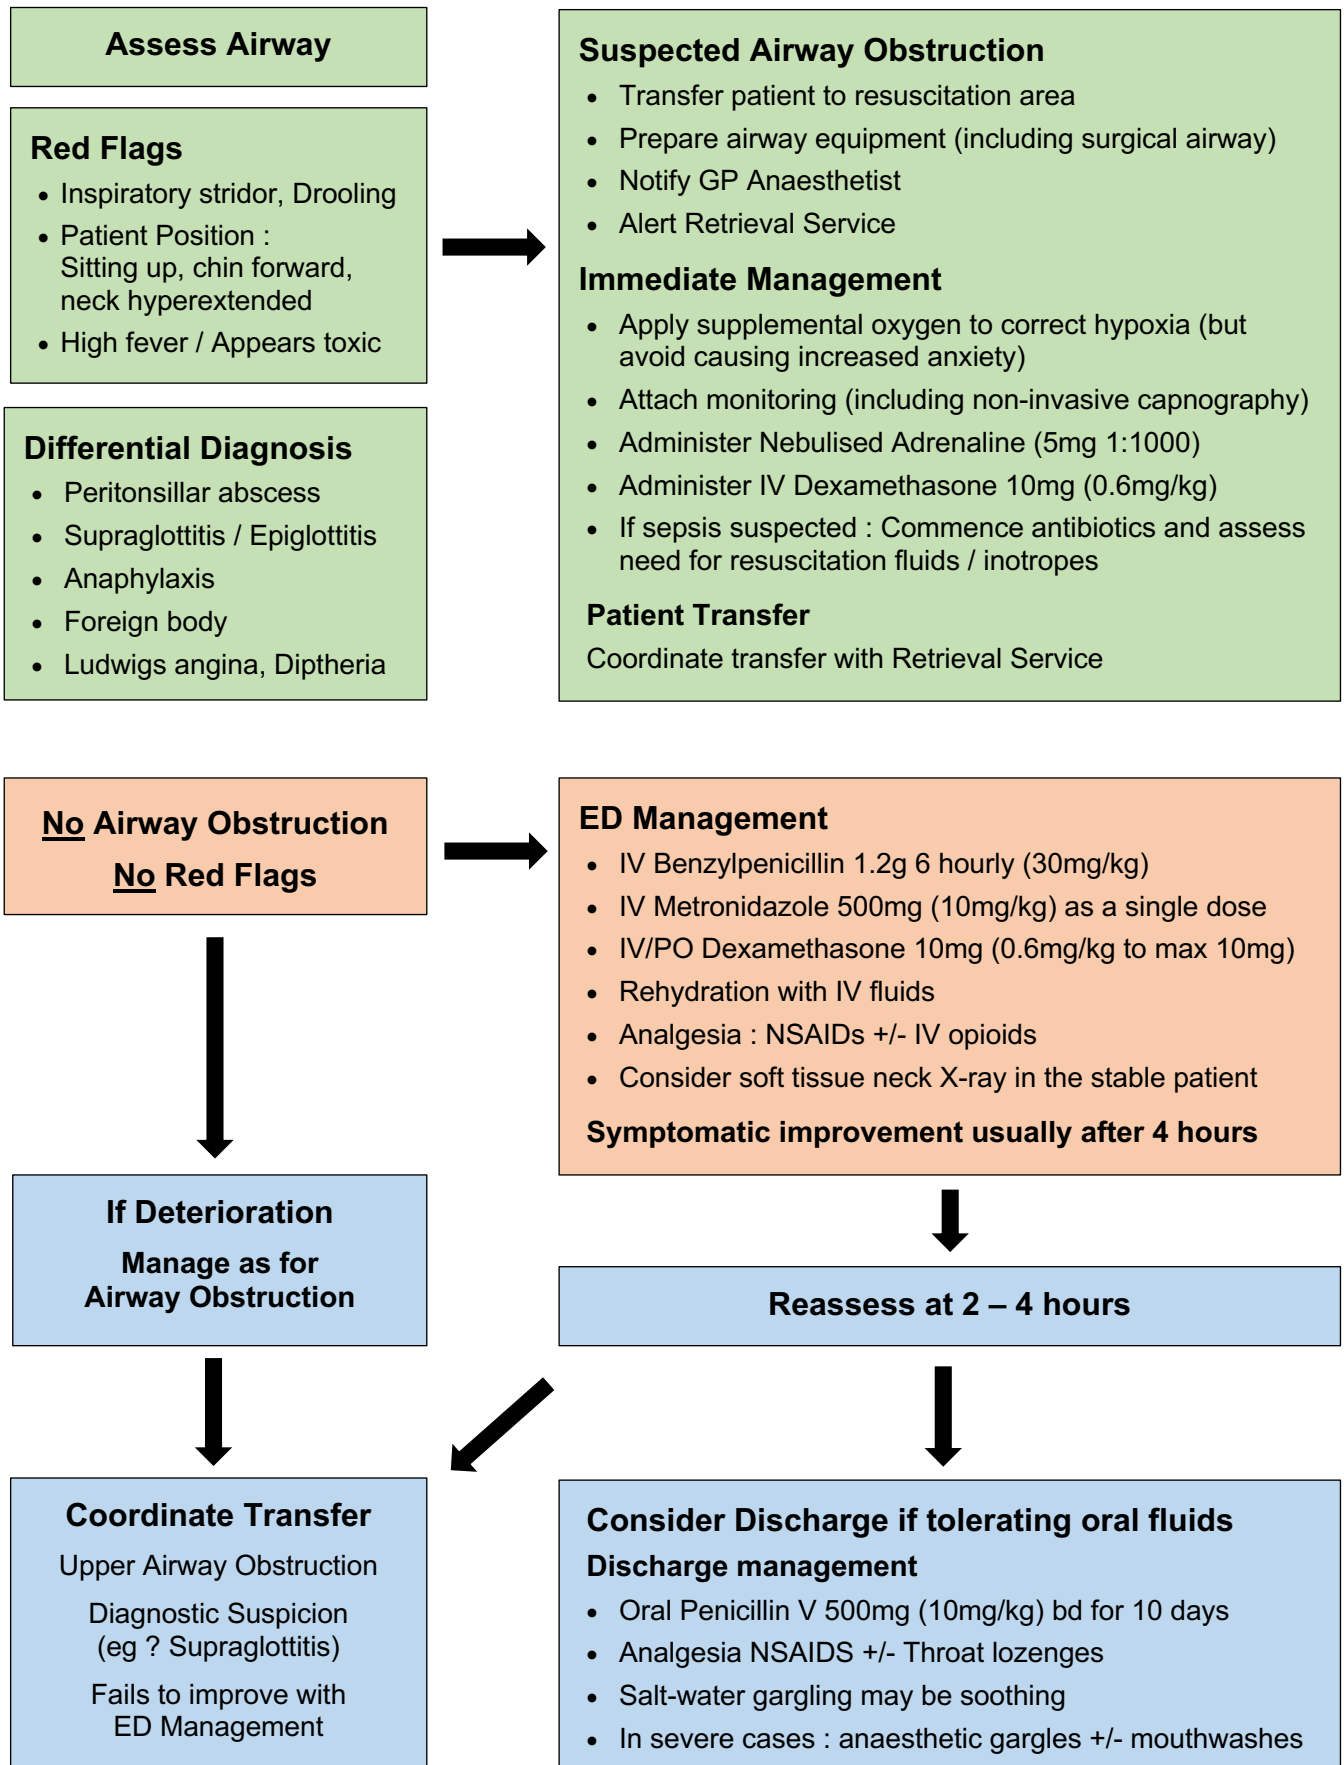 Assess Airway
Red Flags
• Inspiratory stridor, Drooling
• Patient Position :
Sitting up, chin forward,
neck hyperextended
• High fever / Appears toxic
Differential Diagnosis
• Peritonsillar abscess
• Supraglottitis / Epiglottitis
• Anaphylaxis
• Foreign body
• Ludwigs angina, Diptheria
Suspected Airway Obstruction
• Transfer patient to resuscitation area
• Prepare airway equipment (including surgical airway)
• Notify GP Anaesthetist
• Alert Retrieval Service
Immediate Management
• Apply supplemental oxygen to correct hypoxia (but
avoid causing increased anxiety)
• Attach monitoring (including non-invasive capnography)
• Administer Nebulised Adrenaline (5mg 1:1000)
• Administer IV Dexamethasone 10mg (0.6mg/kg)
• If sepsis suspected : Commence antibiotics and assess
need for resuscitation fluids / inotropes
Patient Transfer
Coordinate transfer with Retrieval Service
No Airway Obstruction
No Red Flags
ED Management
• IV Benzylpenicillin 1.2g 6 hourly (30mg/kg)
• IV Metronidazole 500mg (10mg/kg) as a single dose
• IV/PO Dexamethasone 10mg (0.6mg/kg to max 10mg)
• Rehydration with IV fluids
• Analgesia : NSAIDs +/- IV opioids
• Consider soft tissue neck X-ray in the stable patient
Symptomatic improvement usually after 4 hours
If Deterioration
Manage as for
Airway Obstruction
Reassess at 2 – 4 hours
Coordinate Transfer
Upper Airway Obstruction
Diagnostic Suspicion
(eg ? Supraglottitis)
Fails to improve with
ED Management
Consider Discharge if tolerating oral fluids
Discharge management
• Oral Penicillin V 500mg (10mg/kg) bd for 10 days
• Analgesia NSAIDS +/- Throat lozenges
• Salt-water gargling may be soothing
• In severe cases : anaesthetic gargles +/- mouthwashes